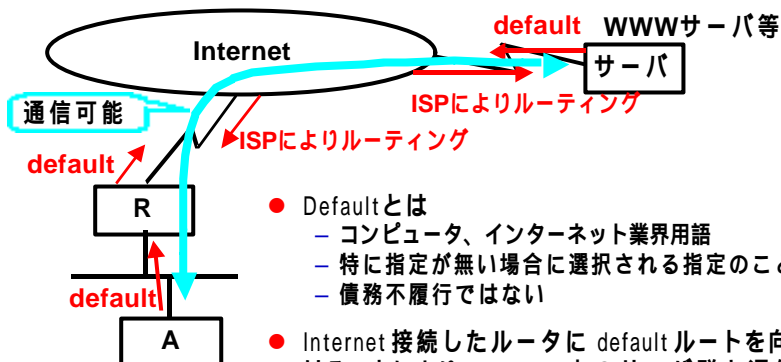 default WWWサーバ等
Internet
サーバ
ISPによりルーティング
通信可能
ISPによりルーティング
default
R
● Defaultとは
– コンピュータ、インターネット業界用語
– 特に指定が無い場合に選択される指定のこ
default
– 債務不履行ではない
A
● Internet 接続したルータに default ルートを向